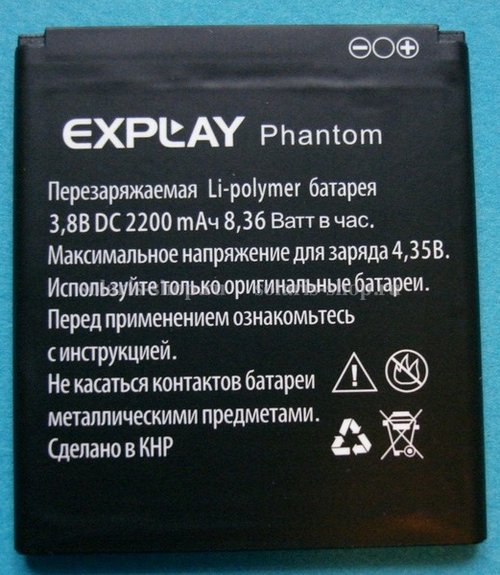 EXPLAY Phantom
Перезаряжаемая Li-polymer батарея
3,8В DC 2200 mАч 8,36 Ватт в час.
Максимальное напряжение для заряда 4,35В.
Используйте только оригинальные батареи.
Перед применением ознакомьтесь
с инструкцией.
Не касаться контактов батареи
металлическими предметами.
Сделано в КНР